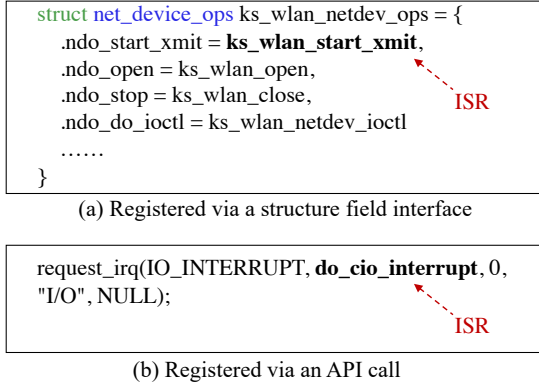 struct net_device_ops ks_wlan_netdev_ops = {
.ndo_start_xmit = ks_wlan_start_xmit,
.ndo_open = ks_wlan_open,
.ndo_stop = ks_wlan_close,
ISR
.ndo_do_ioctl = ks_wlan_netdev_ioctl
……
}
(a) Registered via a structure field interface
request_irq(IO_INTERRUPT, do_cio_interrupt, 0,
"I/O", NULL);
ISR
(b) Registered via an API call